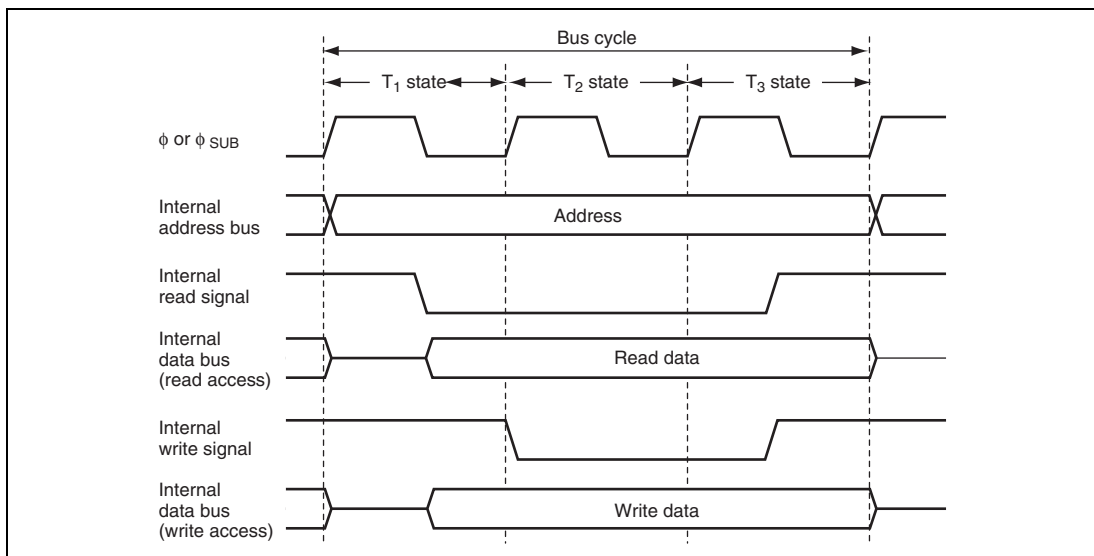 Bus cycle
T₁ state
T₂ state
T₃ state
ϕ or ϕ SUB
Internal
address bus
Address
Internal
read signal
Internal
data bus
(read access)
Read data
Internal
write signal
Internal
data bus
(write access)
Write data